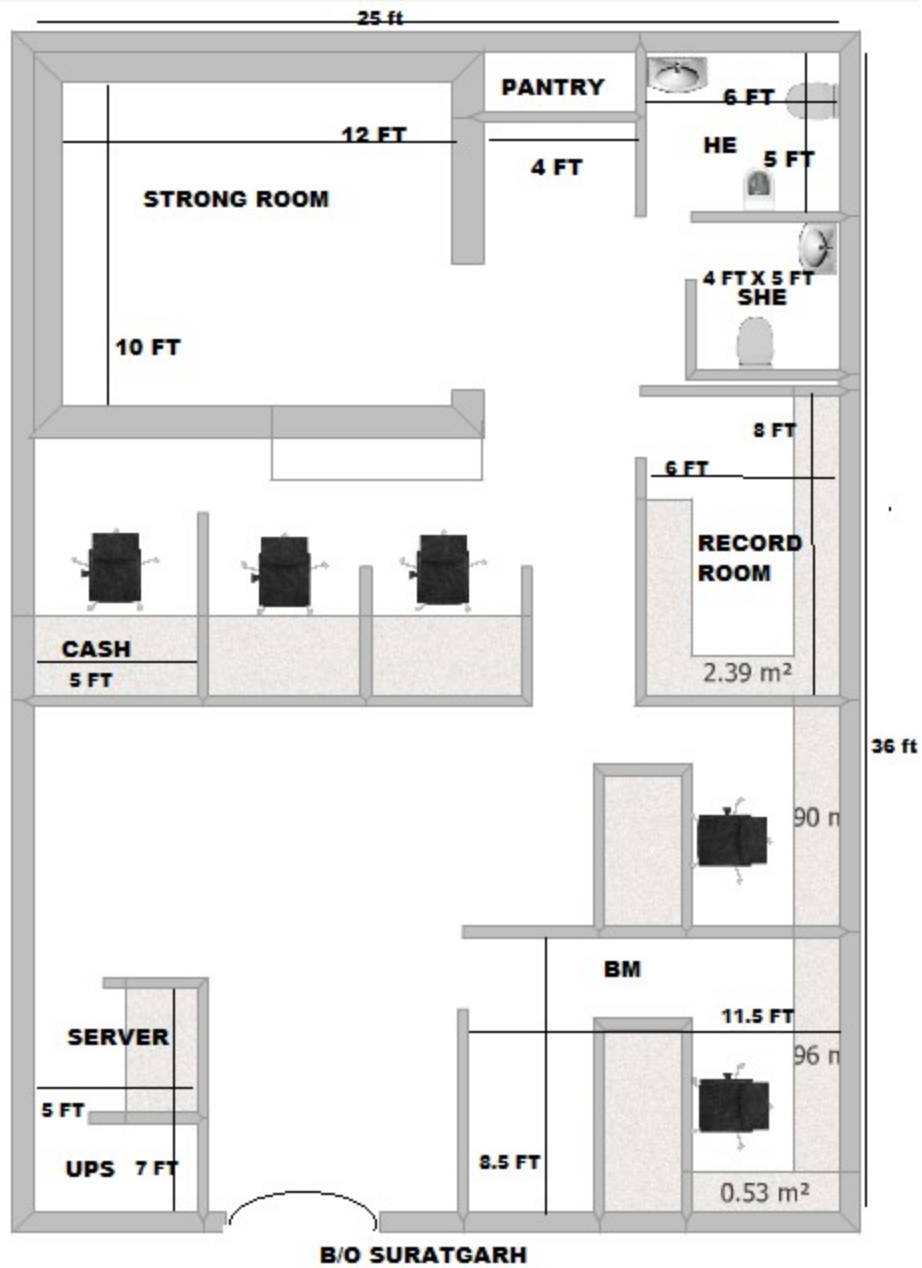 25 ft
PANTRY
6 FT
12 FT
HE
5 FT
4 FT
STRONG ROOM
4 FT X 5 FT
SHE
10 FT
8 FT
6 FT
RECORD
ROOM
CASH
2.39 m²
5 FT
36 ft
90 m
BM
11.5 FT
SERVER
96 m
5 FT
8.5 FT
UPS 7 FT
0.53 m²
B/O SURATGARH